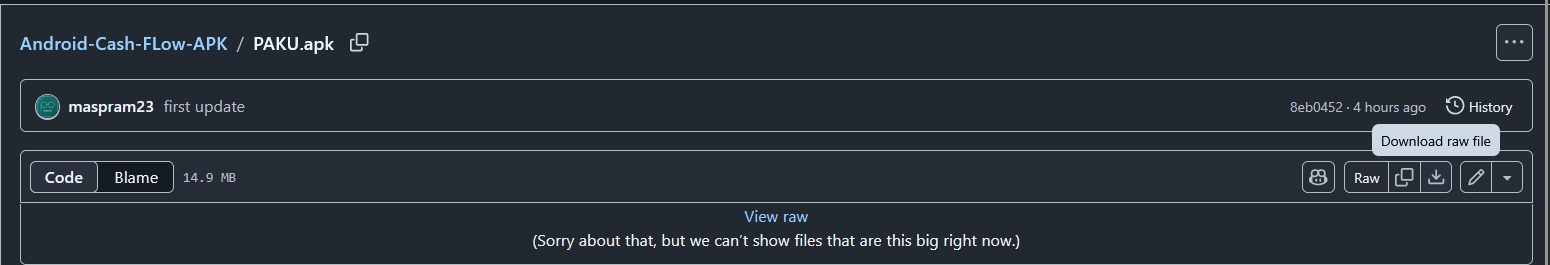 Android-Cash-FLow-APK / PAKU.apk
maspram23 first update 8eb0452 · 4 hours ago History
Download raw file
Code Blame 14.9 MB Raw
View raw
(Sorry about that, but we can't show files that are this big right now.)